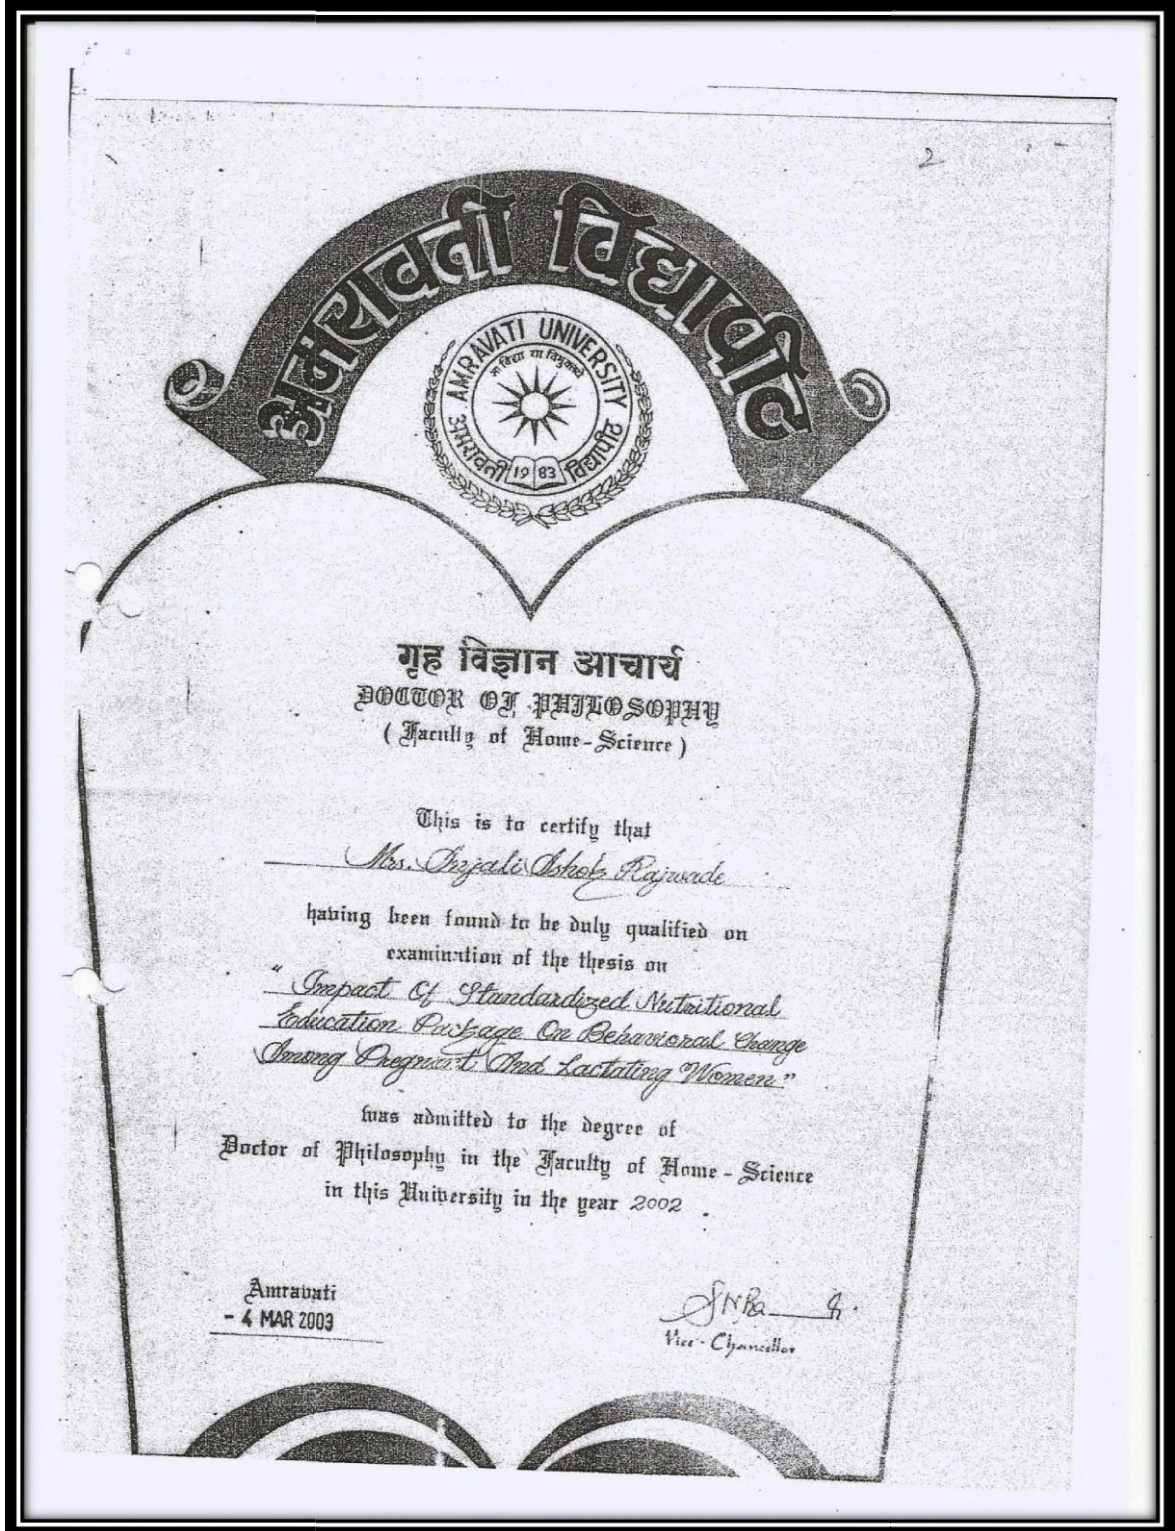 2
अमरावती विद्यापीठ
AMRAVATI UNIVERSITY
सा विद्या या विमुक्तये
अमरावती 1983 विद्यापीठ
गृह विज्ञान आचार्य
DOCTOR OF PHILOSOPHY
( Faculty of Home-Science )
This is to certify that
Mrs. Anjali Ashok Rajwade
having been found to be duly qualified on
examination of the thesis on
" Impact Of Standardized Nutritional
Education Package On Behavioral Change
Among Pregnant And Lactating Women"
was admitted to the degree of
Doctor of Philosophy in the Faculty of Home - Science
in this University in the year 2002 .
Amravati
- 4 MAR 2003
Vice - Chancellor